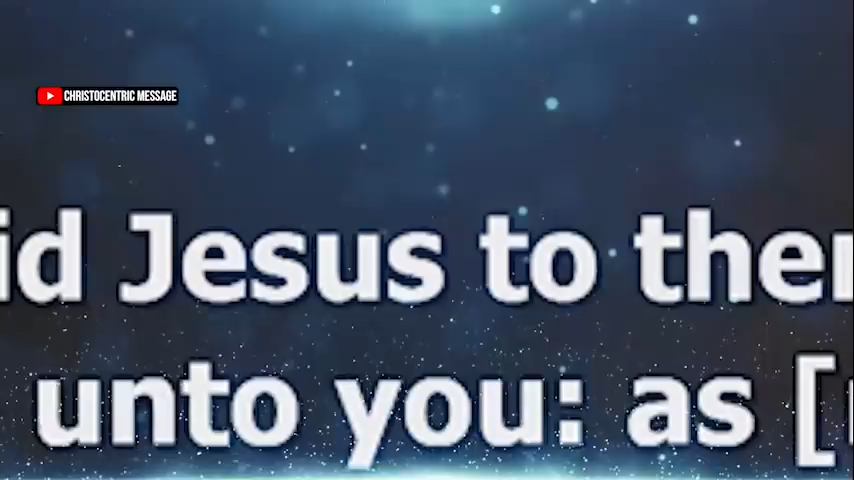 CHRISTOCENTRIC MESSAGE
id Jesus to the
unto you: as [